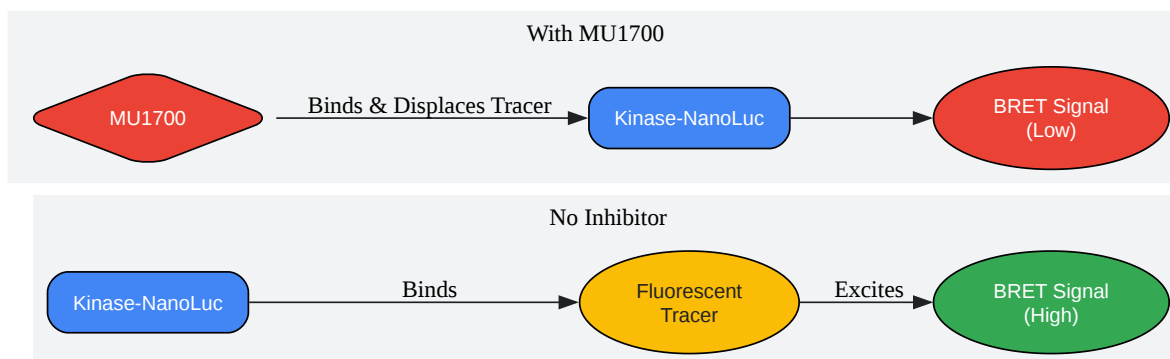 With MU1700
MU1700
Binds & Displaces Tracer
Kinase-NanoLuc
BRET Signal
(Low)
No Inhibitor
Kinase-NanoLuc
Binds
Fluorescent
Tracer
Excites
BRET Signal
(High)